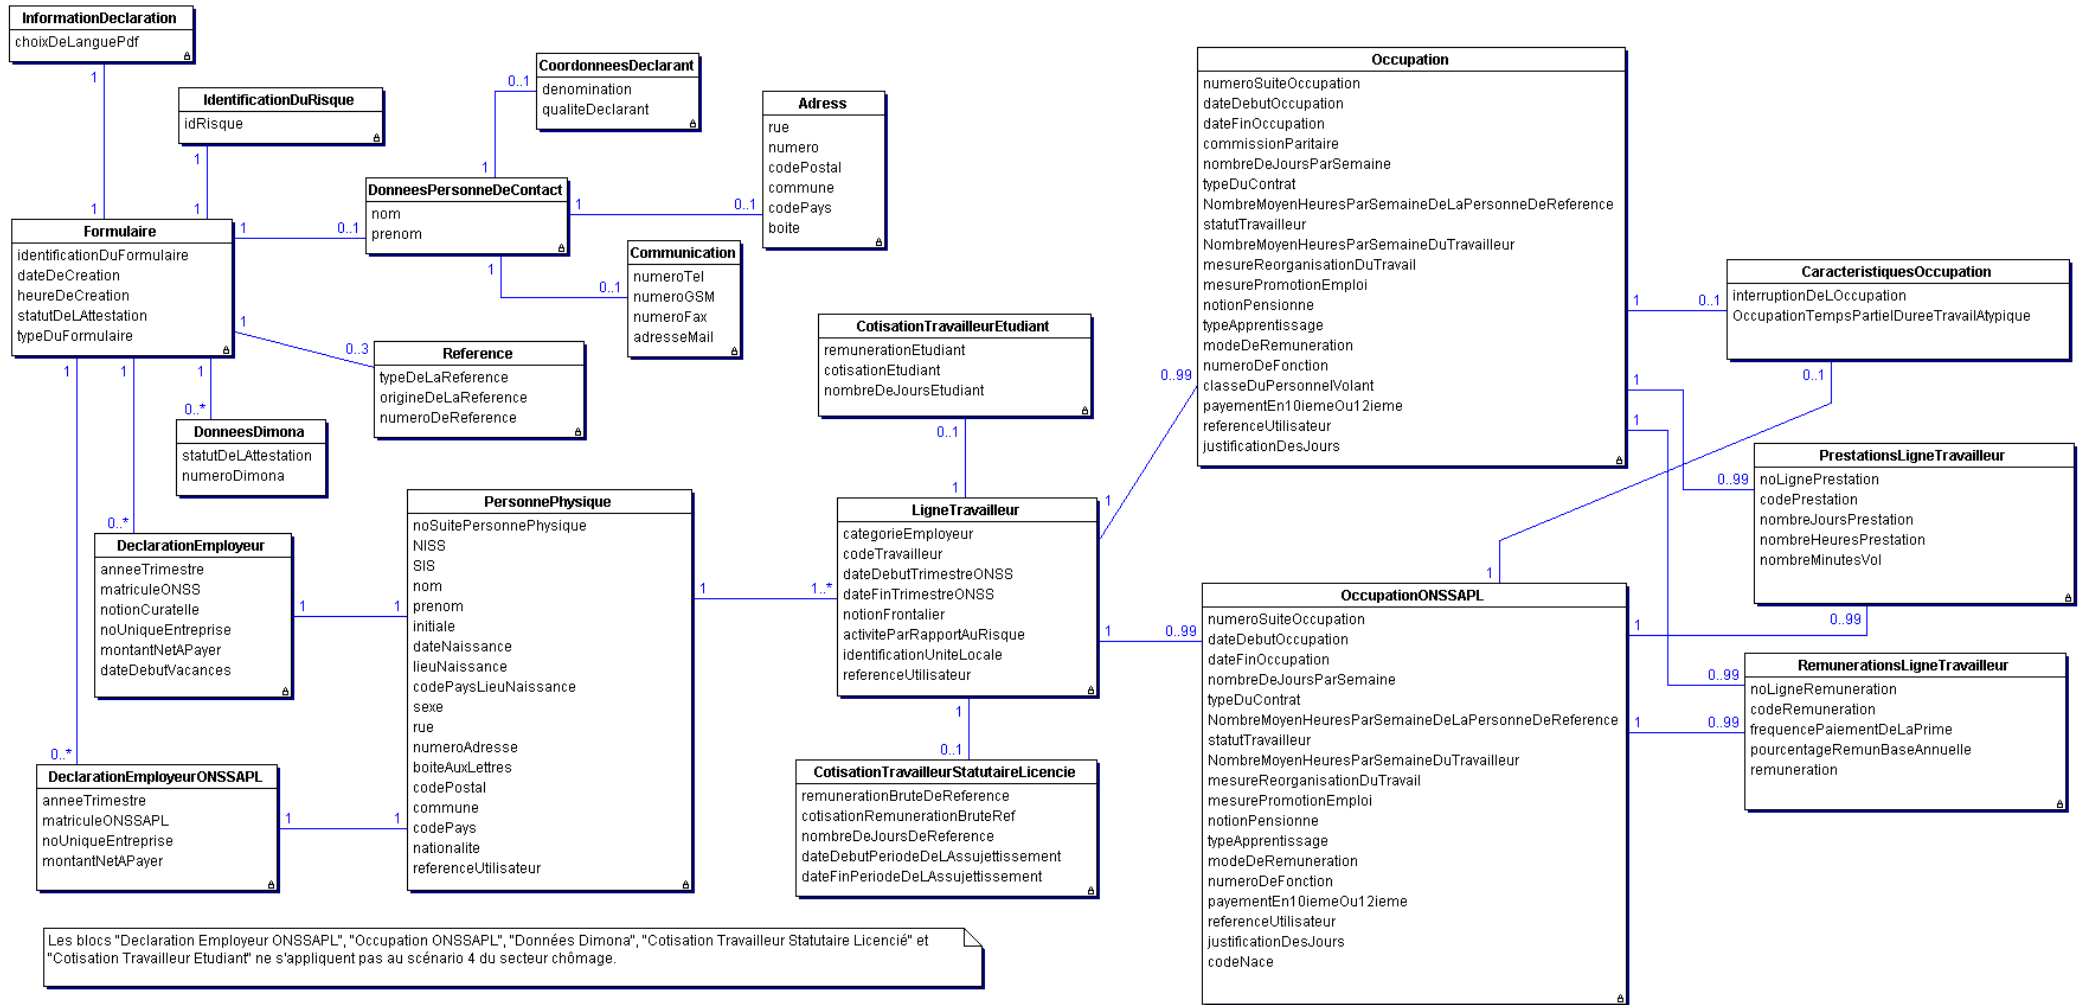 InformationDeclaration
choixDeLanguePdf
1
1
IdentificationDuRisque
idRisque
1
1
CoordonneesDeclarant
denomination
qualiteDeclarant
0..1
1
Adress
rue
numero
codePostal
commune
codePays
boite
1
0..1
DonneesPersonneDeContact
nom
prenom
1
0..1
Communication
numeroTel
numeroGSM
numeroFax
adresseMail
1
0..1
Formulaire
identificationDuFormulaire
dateDeCreation
heureDeCreation
statutDeLAttestation
typeDuFormulaire
1
0..3
Reference
typeDeLaReference
origineDeLaReference
numeroDeReference
1
1
1
0..*
DonneesDimona
statutDeLAttestation
numeroDimona
0..*
DeclarationEmployeur
anneeTrimestre
matriculeONSS
notionCuratelle
noUniqueEntreprise
montantNetAPayer
dateDebutVacances
1
1
0..*
DeclarationEmployeurONSSAPL
anneeTrimestre
matriculeONSSAPL
noUniqueEntreprise
montantNetAPayer
1
1
PersonnePhysique
noSuitePersonnePhysique
NISS
SIS
nom
prenom
initiale
dateNaissance
lieuNaissance
codePaysLieuNaissance
sexe
rue
numeroAdresse
boiteAuxLettres
codePostal
commune
codePays
nationalite
referenceUtilisateur
1
1..*
CotisationTravailleurEtudiant
remunerationEtudiant
cotisationEtudiant
nombreDeJoursEtudiant
0..1
1
LigneTravailleur
categorieEmployeur
codeTravailleur
dateDebutTrimestreONSS
dateFinTrimestreONSS
notionFrontalier
activiteParRapportAuRisque
identificationUniteLocale
referenceUtilisateur
1
0..99
1
0..99
1
0..1
CotisationTravailleurStatutaireLicencie
remunerationBruteDeReference
cotisationRemunerationBruteRef
nombreDeJoursDeReference
dateDebutPeriodeDeLAssujettissement
dateFinPeriodeDeLAssujettissement
Occupation
numeroSuiteOccupation
dateDebutOccupation
dateFinOccupation
commissionParitaire
nombreDeJoursParSemaine
typeDuContrat
NombreMoyenHeuresParSemaineDeLaPersonneDeReference
statutTravailleur
NombreMoyenHeuresParSemaineDuTravailleur
mesureReorganisationDuTravail
mesurePromotionEmploi
notionPensionne
typeApprentissage
modeDeRemuneration
numeroDeFonction
classeDuPersonnelVolant
payementEn10iemeOu12ieme
referenceUtilisateur
justificationDesJours
1
0..1
1
0..99
1
0..99
CaracteristiquesOccupation
interruptionDeLOccupation
OccupationTempsPartielDureeTravailAtypique
0..1
1
PrestationsLigneTravailleur
noLignePrestation
codePrestation
nombreJoursPrestation
nombreHeuresPrestation
nombreMinutesVol
0..99
1
OccupationONSSAPL
numeroSuiteOccupation
dateDebutOccupation
dateFinOccupation
nombreDeJoursParSemaine
typeDuContrat
NombreMoyenHeuresParSemaineDeLaPersonneDeReference
statutTravailleur
NombreMoyenHeuresParSemaineDuTravailleur
mesureReorganisationDuTravail
mesurePromotionEmploi
notionPensionne
typeApprentissage
modeDeRemuneration
numeroDeFonction
payementEn10iemeOu12ieme
referenceUtilisateur
justificationDesJours
codeNace
1
0..99
RemunerationsLigneTravailleur
noLigneRemuneration
codeRemuneration
frequencePaiementDeLaPrime
pourcentageRemunBaseAnnuelle
remuneration
Les blocs "Declaration Employeur ONSSAPL", "Occupation ONSSAPL", "Données Dimona", "Cotisation Travailleur Statutaire Licencié" et
"Cotisation Travailleur Etudiant" ne s'appliquent pas au scénario 4 du secteur chômage.